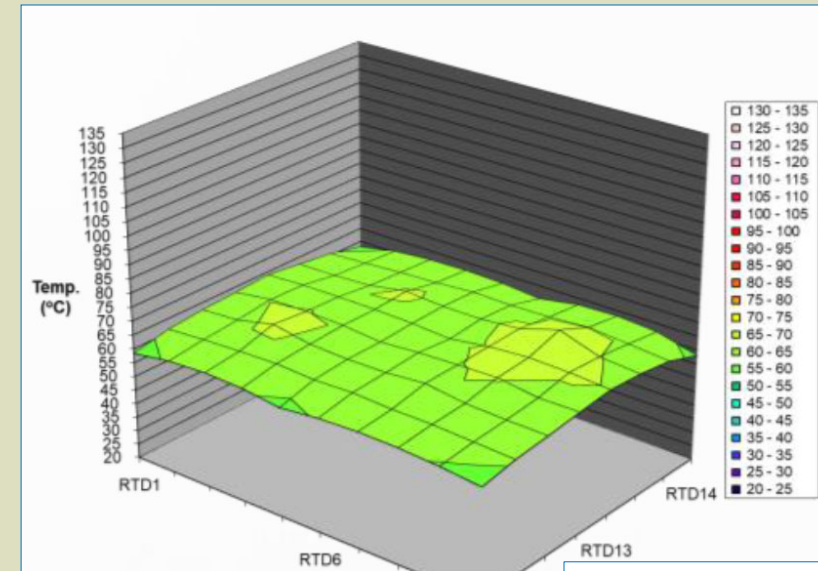 135
130
125
120
115
110
105
100
95
90
85
80
75
70
65
60
55
50
45
40
35
30
25
20
Temp.
(ºC)
RTD1
RTD6
RTD13
RTD14
130 - 135
125 - 130
120 - 125
115 - 120
110 - 115
105 - 110
100 - 105
95 - 100
90 - 95
85 - 90
80 - 85
75 - 80
70 - 75
65 - 70
60 - 65
55 - 60
50 - 55
45 - 50
40 - 45
35 - 40
30 - 35
25 - 30
20 - 25